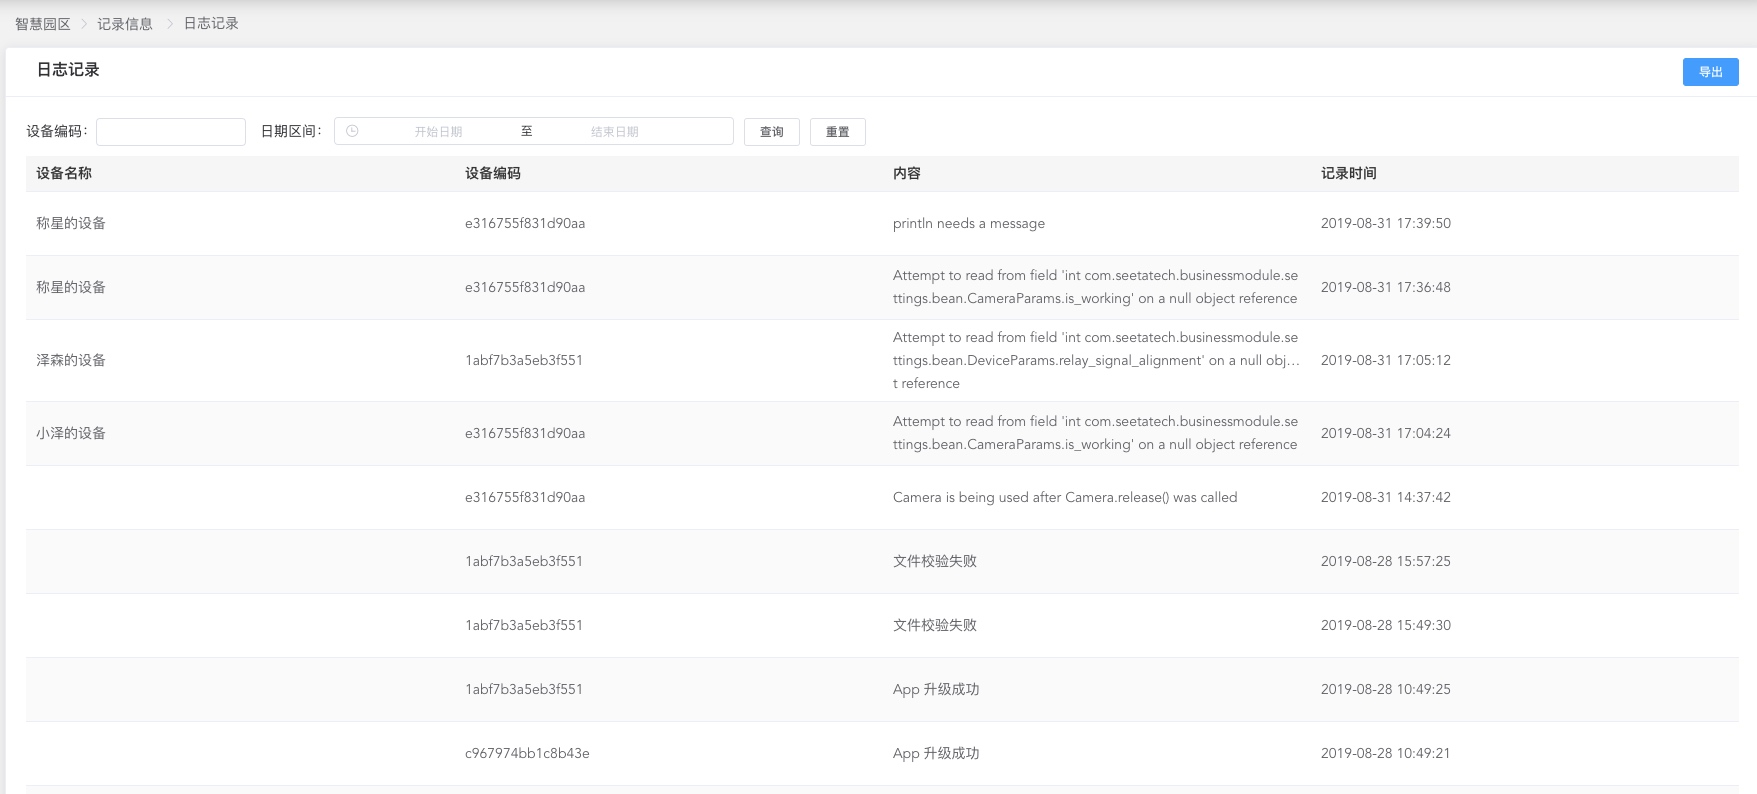 智慧园区 > 记录信息 > 日志记录
日志记录
导出
设备编码: 日期区间: 开始日期 至 结束日期 查询 重置
设备名称 设备编码 内容 记录时间
称星的设备 e316755f831d90aa println needs a message 2019-08-31 17:39:50
称星的设备 e316755f831d90aa Attempt to read from field 'int com.seetatech.businessmodule.se
ttings.bean.CameraParams.is_working' on a null object reference 2019-08-31 17:36:48
泽森的设备 1abf7b3a5eb3f551 Attempt to read from field 'int com.seetatech.businessmodule.se
ttings.bean.DeviceParams.relay_signal_alignment' on a null obj… 2019-08-31 17:05:12
t reference
小泽的设备 e316755f831d90aa Attempt to read from field 'int com.seetatech.businessmodule.se
ttings.bean.CameraParams.is_working' on a null object reference 2019-08-31 17:04:24
e316755f831d90aa Camera is being used after Camera.release() was called 2019-08-31 14:37:42
1abf7b3a5eb3f551 文件校验失败 2019-08-28 15:57:25
1abf7b3a5eb3f551 文件校验失败 2019-08-28 15:49:30
1abf7b3a5eb3f551 App 升级成功 2019-08-28 10:49:25
c967974bb1c8b43e App 升级成功 2019-08-28 10:49:21